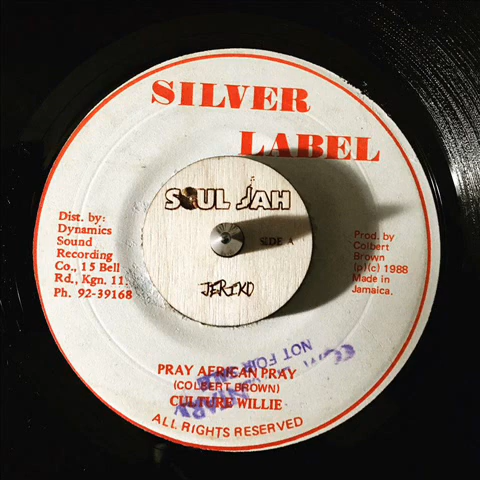 SILVER
LABEL
SOUL JAH
SIDE A
JERIKO
Dist. by:
Dynamics
Sound
Recording
Co., 15 Bell
Rd., Kgn. 11.
Ph. 92-39168
Prod. by
Colbert
Brown
(p)(c) 1988
Made in
Jamaica.
PRAY AFRICAN PRAY
(COLBERT BROWN)
CULTURE WILLIE
ALL RIGHTS RESERVED
NOT FOR